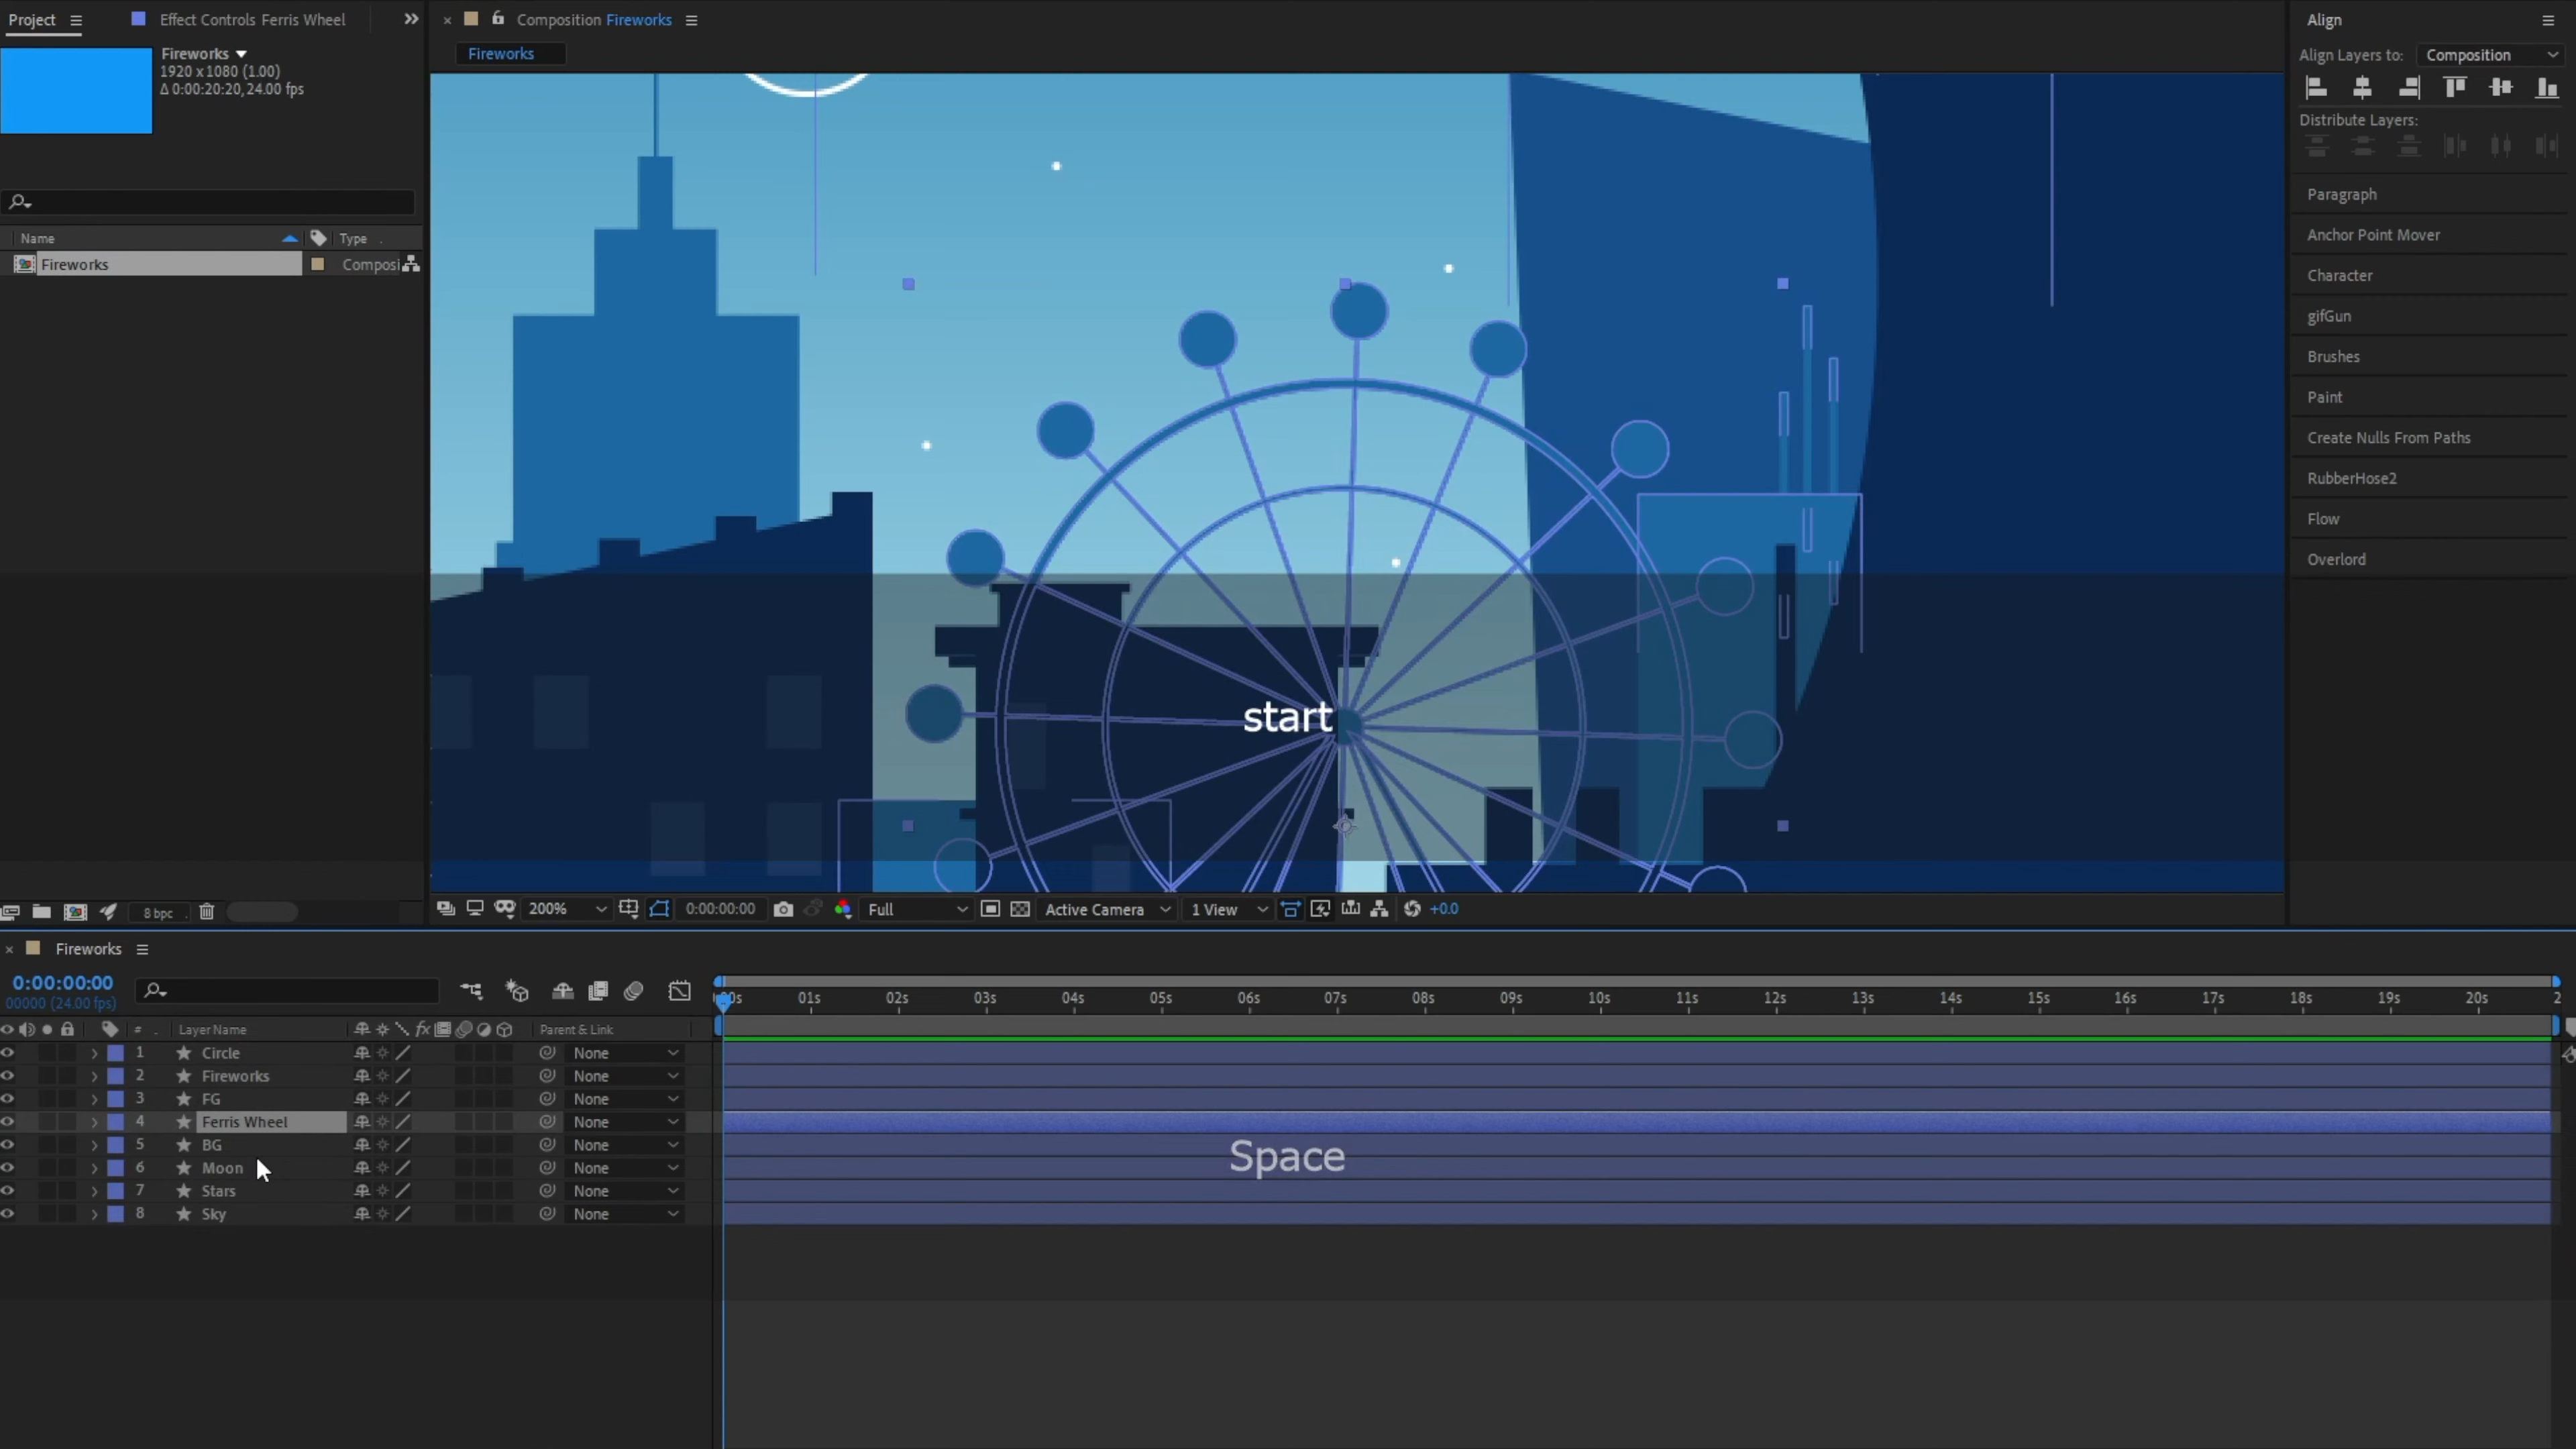 Project
Effect Controls Ferris Wheel
Composition Fireworks
Align
Fireworks
1920 x 1080 (1.00)
Δ 0:00:20:20, 24.00 fps
Fireworks
Align Layers to:
Composition
Distribute Layers:
Paragraph
Anchor Point Mover
Character
gifGun
Brushes
Paint
Create Nulls From Paths
RubberHose2
Flow
Overlord
Name
Type
Fireworks
Composi
start
8 bpc
200%
0:00:00:00
Full
Active Camera
1 View
+0.0
Fireworks
0:00:00:00
00000 (24.00 fps)
01s 02s 03s 04s 05s 06s 07s 08s 09s 10s 11s 12s 13s 14s 15s 16s 17s 18s 19s 20s 2
# Layer Name fx Parent & Link
1 Circle None
2 Fireworks None
3 FG None
4 Ferris Wheel None
5 BG None
6 Moon None
7 Stars None
8 Sky None
Space